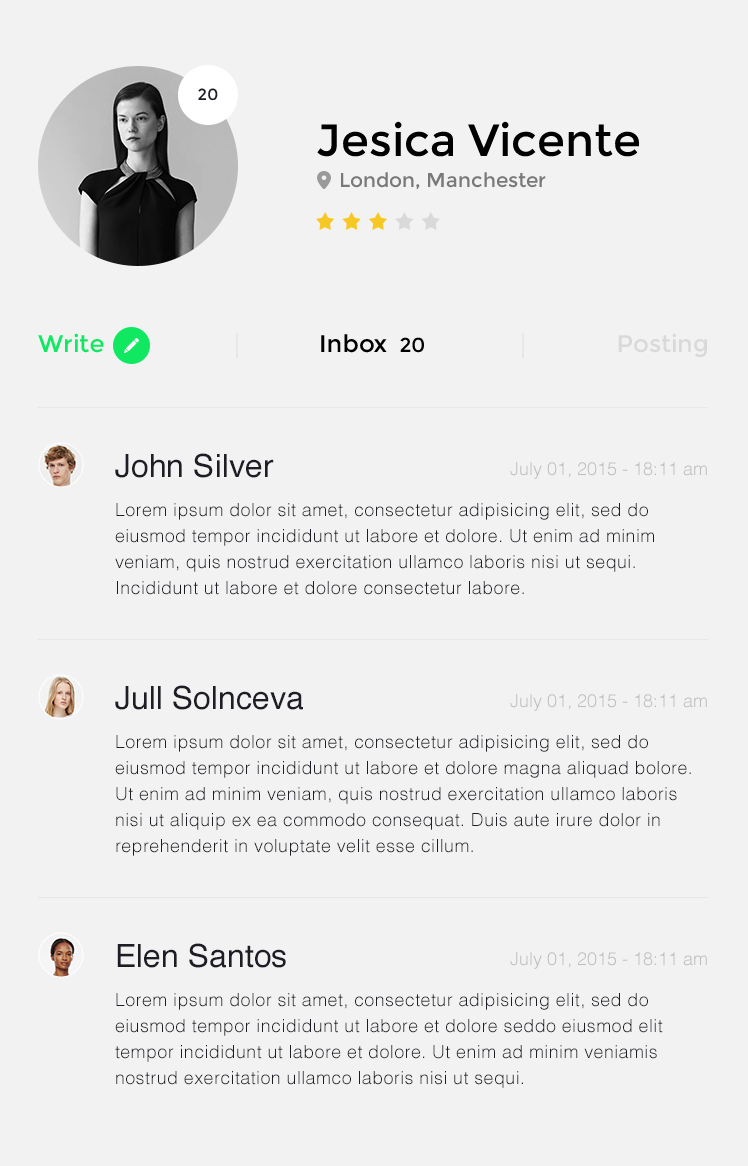 20
Jesica Vicente
London, Manchester
Write
Inbox 20
Posting
John Silver
July 01, 2015 - 18:11 am
Lorem ipsum dolor sit amet, consectetur adipisicing elit, sed do
eiusmod tempor incididunt ut labore et dolore. Ut enim ad minim
veniam, quis nostrud exercitation ullamco laboris nisi ut sequi.
Incididunt ut labore et dolore consectetur labore.
Jull Solnceva
July 01, 2015 - 18:11 am
Lorem ipsum dolor sit amet, consectetur adipisicing elit, sed do
eiusmod tempor incididunt ut labore et dolore magna aliquad bolore.
Ut enim ad minim veniam, quis nostrud exercitation ullamco laboris
nisi ut aliquip ex ea commodo consequat. Duis aute irure dolor in
reprehenderit in voluptate velit esse cillum.
Elen Santos
July 01, 2015 - 18:11 am
Lorem ipsum dolor sit amet, consectetur adipisicing elit, sed do
eiusmod tempor incididunt ut labore et dolore seddo eiusmod elit
tempor incididunt ut labore et dolore. Ut enim ad minim veniamis
nostrud exercitation ullamco laboris nisi ut sequi.